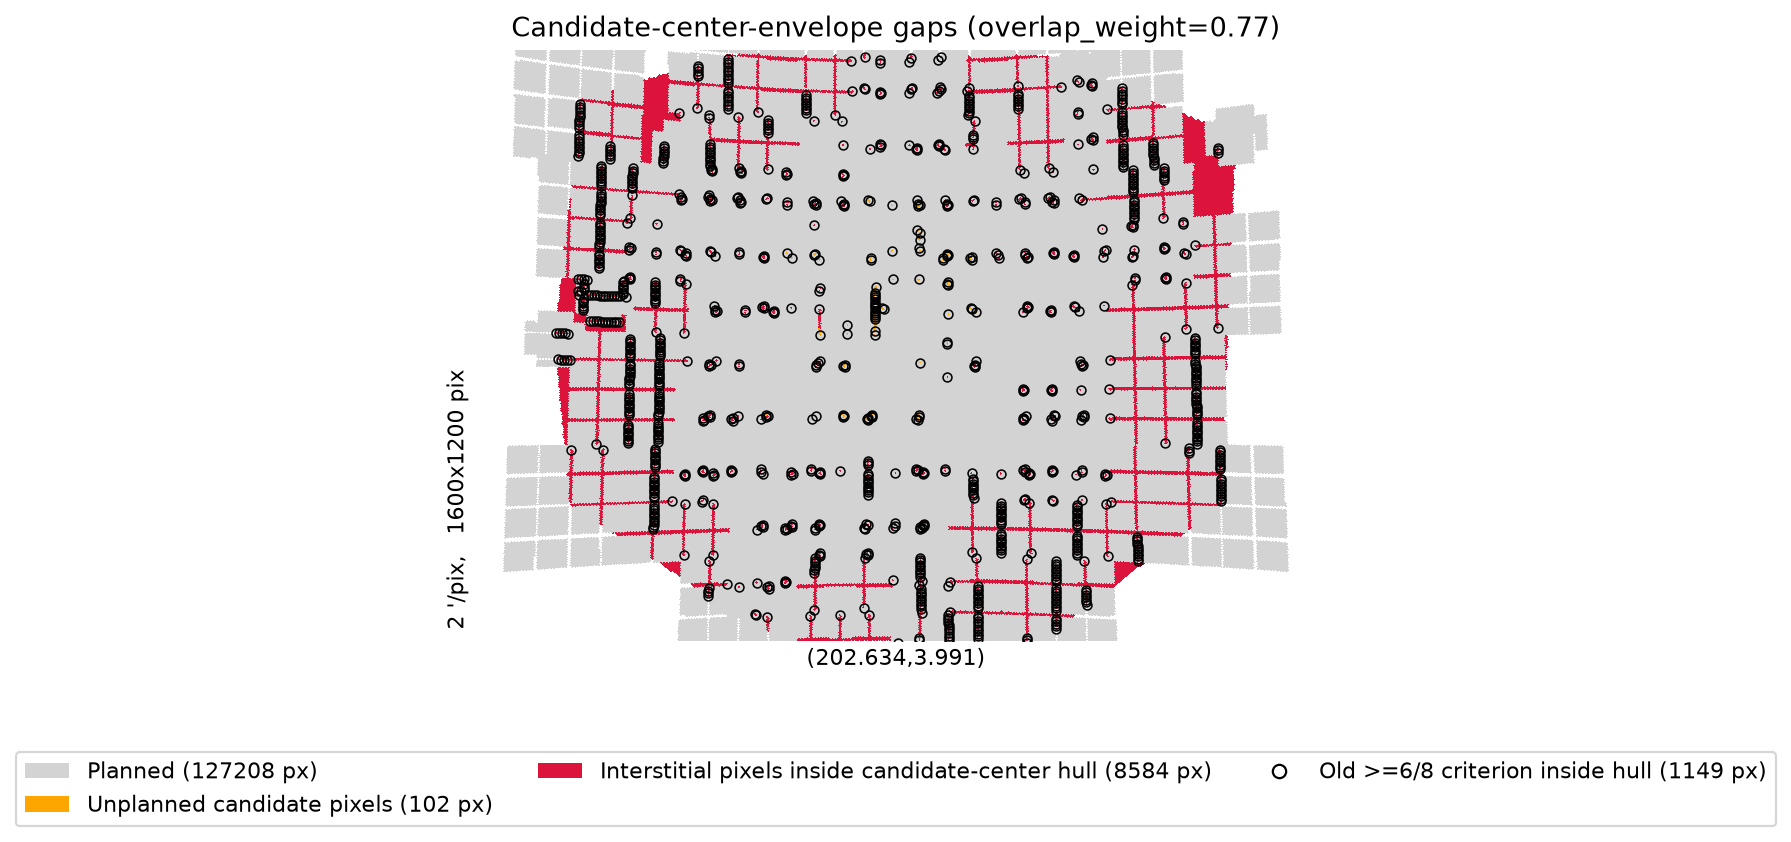 Candidate-center-envelope gaps (overlap_weight=0.77)
2 '/pix,   1600x1200 pix
(202.634,3.991)
Planned (127208 px)
Unplanned candidate pixels (102 px)
Interstitial pixels inside candidate-center hull (8584 px)
Old >=6/8 criterion inside hull (1149 px)